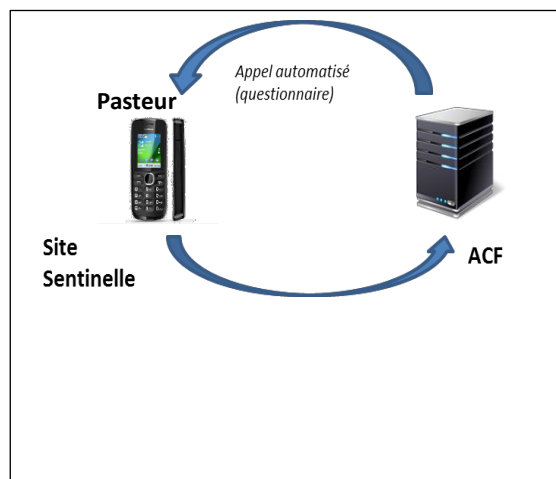 Appel automatisé
(questionnaire)
Pasteur
Site
Sentinelle
ACF